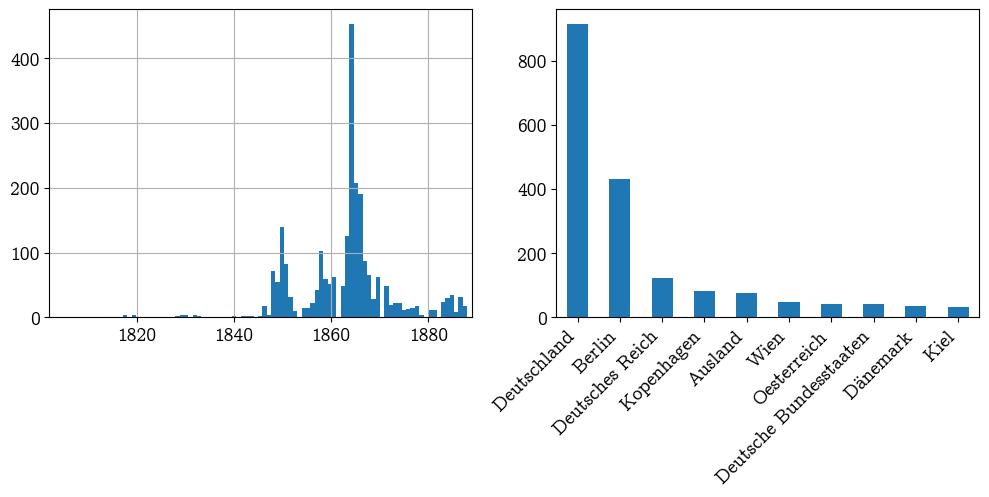 400
300
200
100
0
1820 1840 1860 1880
800
600
400
200
0
Deutschland
Berlin
Deutsches Reich
Kopenhagen
Ausland
Wien
Oesterreich
Deutsche Bundesstaaten
Dänemark
Kiel